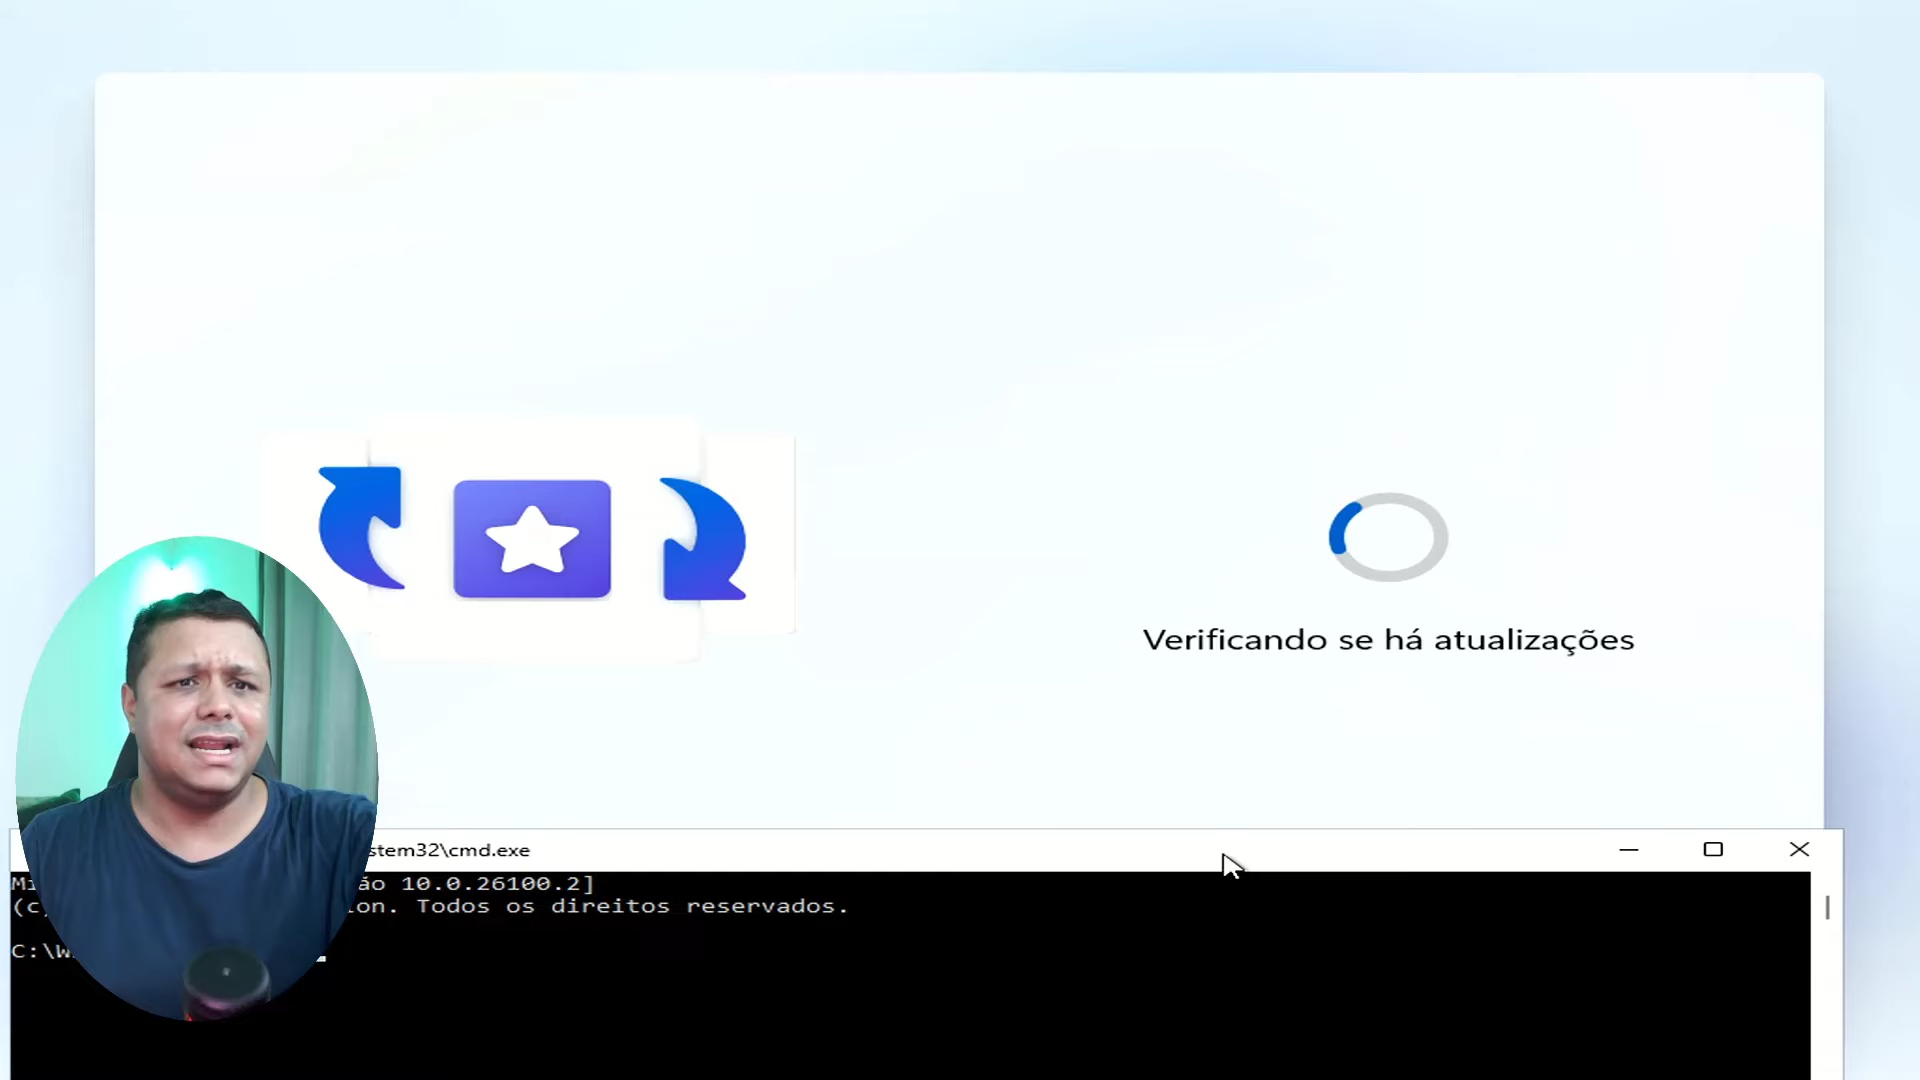 Verificando se há atualizações
stem32\cmd.exe
ão 10.0.26100.2]
(c on. Todos os direitos reservados.
C:\W